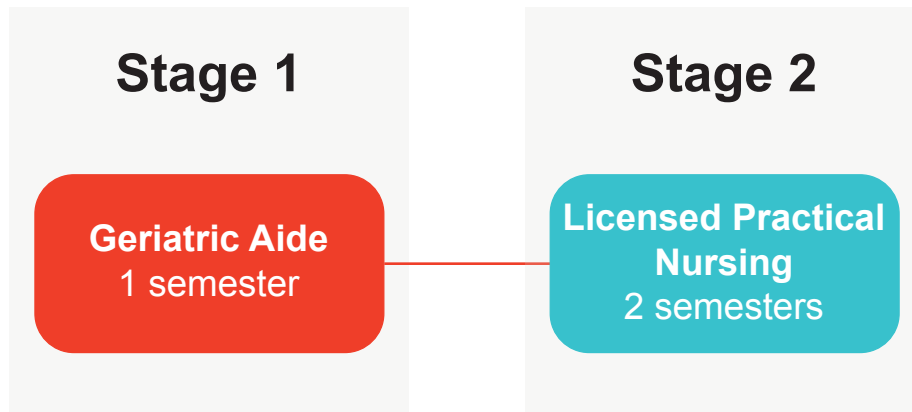 Stage 1
Geriatric Aide
1 semester
Stage 2
Licensed Practical
Nursing
2 semesters